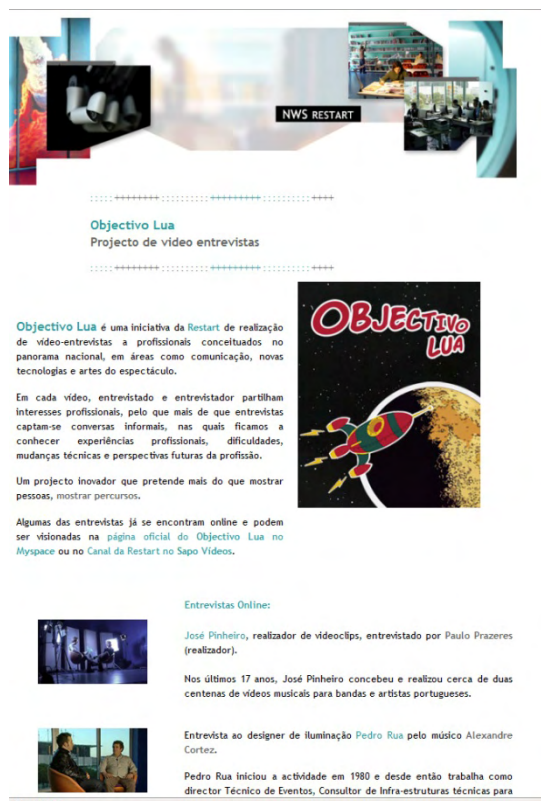 NWS RESTART
:::::++++++++::::::::::+++++++++::::::::::++++
Objectivo Lua
Projecto de video entrevistas
:::::++++++++::::::::::+++++++++::::::::::++++
OBJECTIVO
LUA
Objectivo Lua é uma iniciativa da Restart de realização
de vídeo-entrevistas a profissionais conceituados no
panorama nacional, em áreas como comunicação, novas
tecnologias e artes do espectáculo.
Em cada vídeo, entrevistado e entrevistador partilham
interesses profissionais, pelo que mais de que entrevistas
captam-se conversas informais, nas quais ficamos a
conhecer experiências profissionais, dificuldades,
mudanças técnicas e perspectivas futuras da profissão.
Um projecto inovador que pretende mais do que mostrar
pessoas, mostrar percursos.
Algumas das entrevistas já se encontram online e podem
ser visionadas na página oficial do Objectivo Lua no
Myspace ou no Canal da Restart no Sapo Vídeos.
Entrevistas Online:
José Pinheiro, realizador de videoclips, entrevistado por Paulo Prazeres
(realizador).
Nos últimos 17 anos, José Pinheiro concebeu e realizou cerca de duas
centenas de vídeos musicais para bandas e artistas portugueses.
Entrevista ao designer de iluminação Pedro Rua pelo músico Alexandre
Cortez.
Pedro Rua iniciou a actividade em 1980 e desde então trabalha como
director Técnico de Eventos, Consultor de Infra-estruturas técnicas para